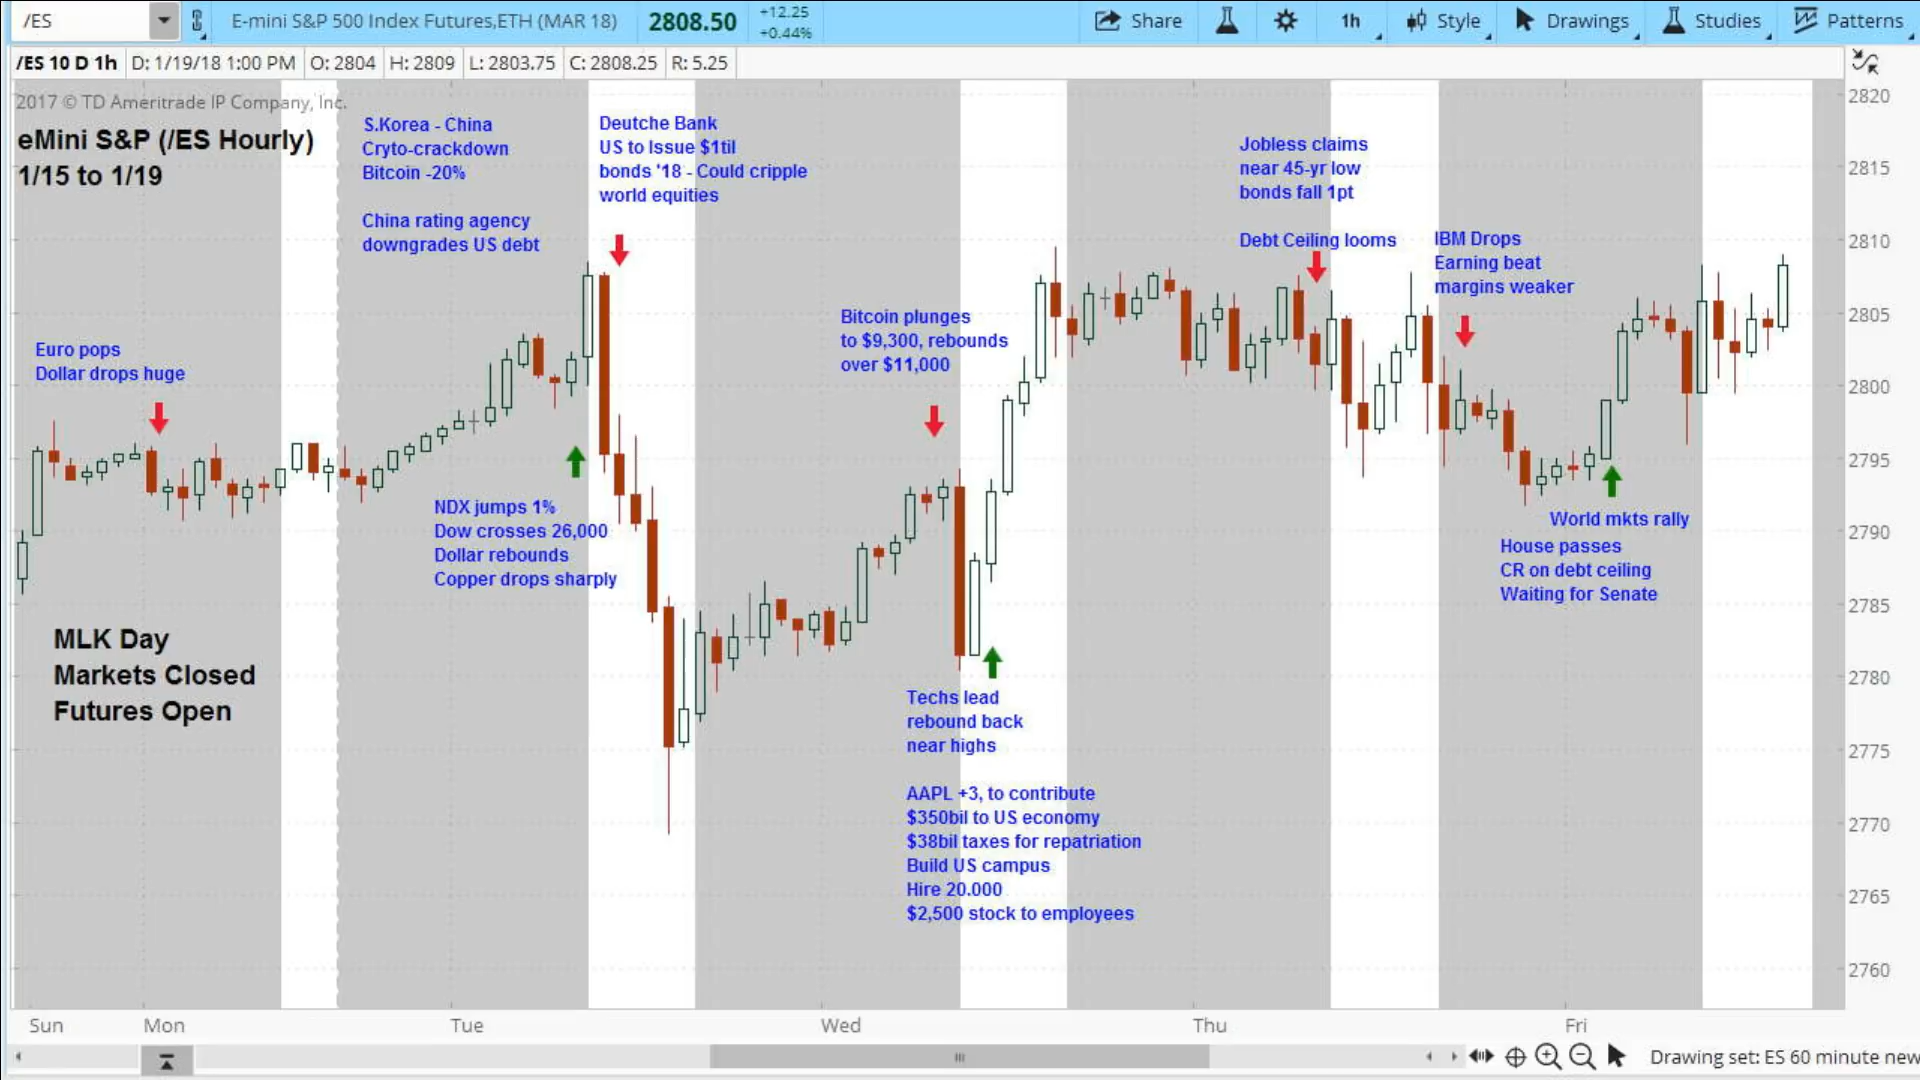 /ES
E-mini S&P 500 Index Futures,ETH (MAR 18)
2808.50
+12.25
+0.44%
Share
1h
Style
Drawings
Studies
Patterns
/ES 10 D 1h
D: 1/19/18 1:00 PM
O: 2804
H: 2809
L: 2803.75
C: 2808.25
R: 5.25
2017 © TD Ameritrade IP Company, Inc.
eMini S&P (/ES Hourly)
1/15 to 1/19
S.Korea - China
Cryto-crackdown
Bitcoin -20%
China rating agency
downgrades US debt
Deutche Bank
US to Issue $1til
bonds '18 - Could cripple
world equities
Jobless claims
near 45-yr low
bonds fall 1pt
Debt Ceiling looms
IBM Drops
Earning beat
margins weaker
Bitcoin plunges
to $9,300, rebounds
over $11,000
Euro pops
Dollar drops huge
NDX jumps 1%
Dow crosses 26,000
Dollar rebounds
Copper drops sharply
World mkts rally
House passes
CR on debt ceiling
Waiting for Senate
MLK Day
Markets Closed
Futures Open
Techs lead
rebound back
near highs
AAPL +3, to contribute
$350bil to US economy
$38bil taxes for repatriation
Build US campus
Hire 20.000
$2,500 stock to employees
2820
2815
2810
2805
2800
2795
2790
2785
2780
2775
2770
2765
2760
Sun
Mon
Tue
Wed
Thu
Fri
Drawing set: ES 60 minute new